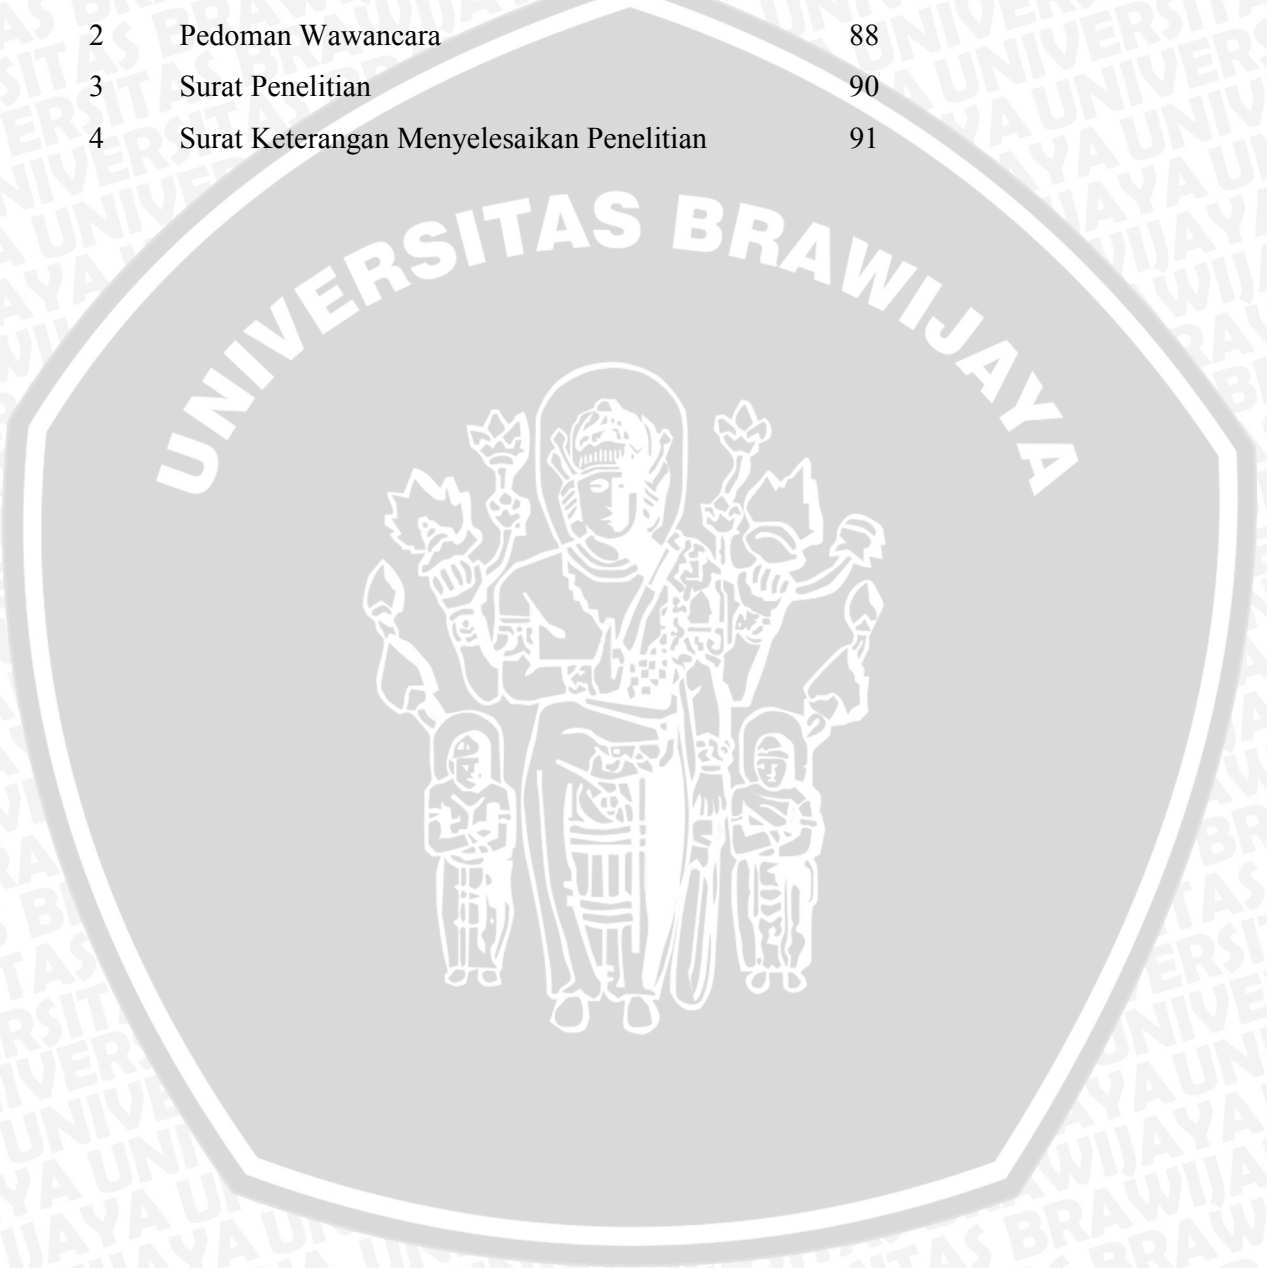 2 Pedoman Wawancara 88
3 Surat Penelitian 90
4 Surat Keterangan Menyelesaikan Penelitian 91
UNIVERSITAS BRAWIJAYA